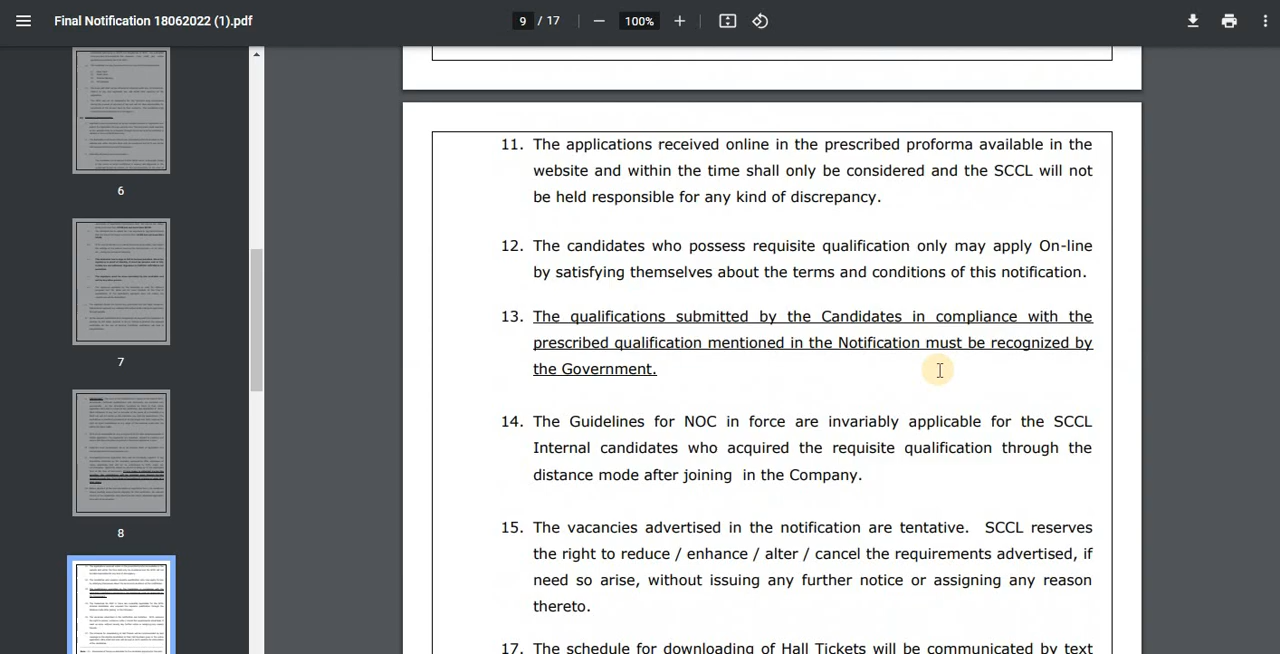 Final Notification 18062022 (1).pdf
9 / 17
100%
6
7
8
11. The applications received online in the prescribed proforma available in the
website and within the time shall only be considered and the SCCL will not
be held responsible for any kind of discrepancy.
12. The candidates who possess requisite qualification only may apply On-line
by satisfying themselves about the terms and conditions of this notification.
13. The qualifications submitted by the Candidates in compliance with the
prescribed qualification mentioned in the Notification must be recognized by
the Government.
14. The Guidelines for NOC in force are invariably applicable for the SCCL
Internal candidates who acquired the requisite qualification through the
distance mode after joining in the Company.
15. The vacancies advertised in the notification are tentative. SCCL reserves
the right to reduce / enhance / alter / cancel the requirements advertised, if
need so arise, without issuing any further notice or assigning any reason
thereto.
17. The schedule for downloading of Hall Tickets will be communicated by text